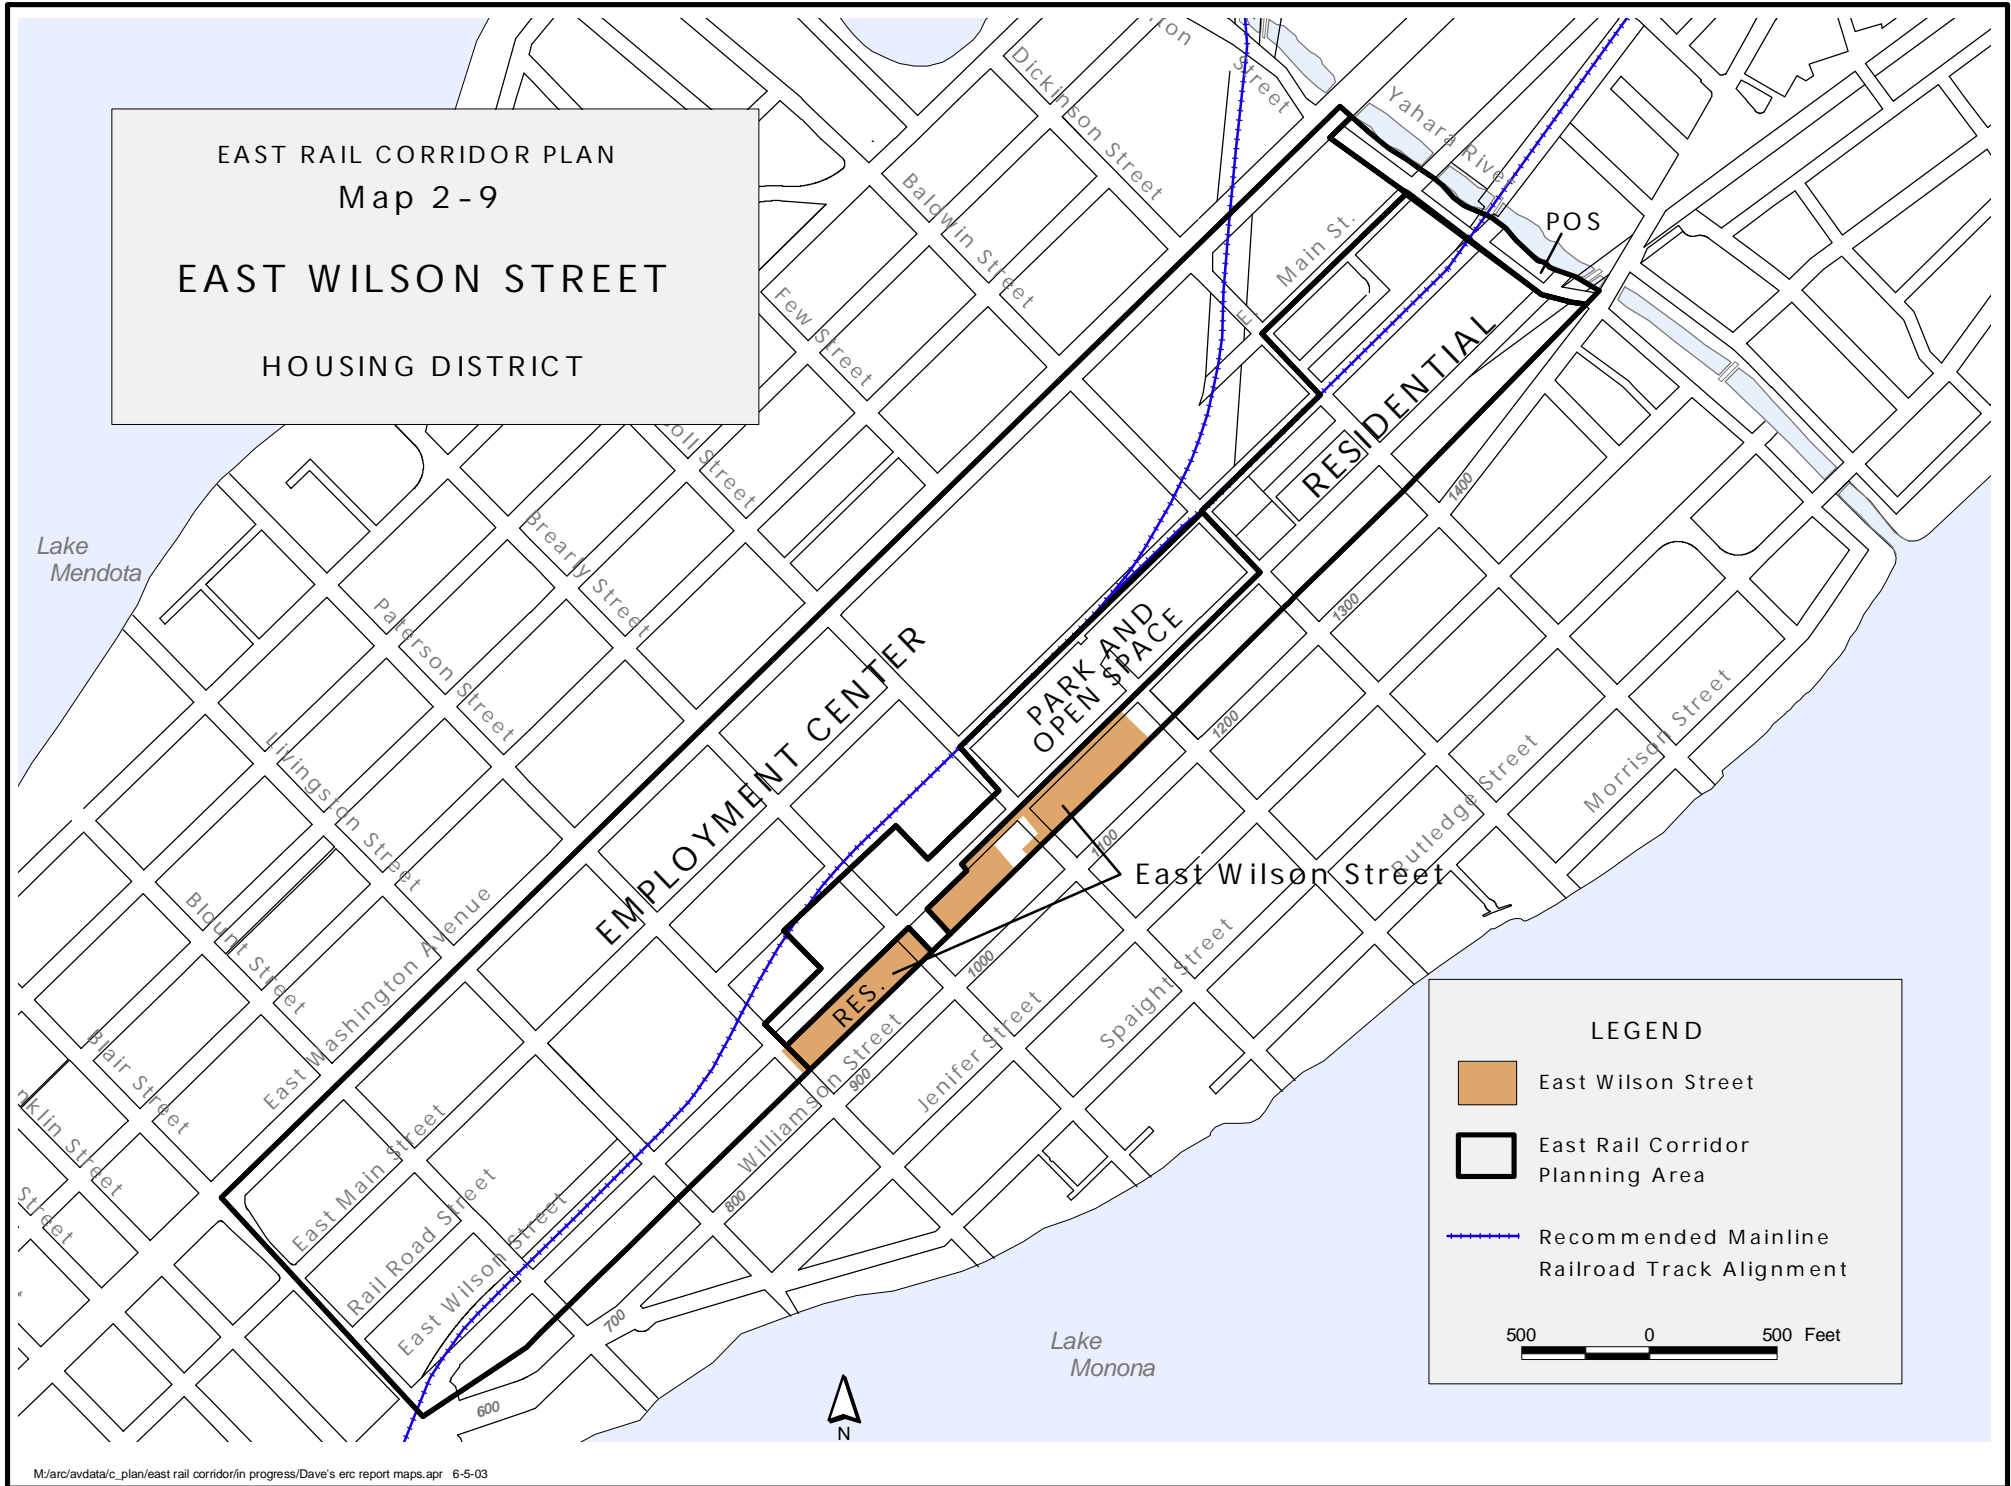 EAST RAIL CORRIDOR PLAN
Map 2-9
EAST WILSON STREET
HOUSING DISTRICT
ton
Street
Dickinson Street
Yahara River
POS
Baldwin Street
Main St.
E.
Few Street
RESIDENTIAL
oll Street
1400
Brearly Street
Lake
Mendota
1300
Paterson Street
PARK AND
OPEN SPACE
EMPLOYMENT CENTER
Livingston Street
1200
Morrison Street
Rutledge Street
1100
East Wilson Street
Blount Street
East Washington Avenue
Spaight Street
1000
RES.
Jenifer Street
Williamson Street
900
Blair Street
nklin Street
Street
East Main Street
Rail Road Street
East Wilson Street
800
700
600
Lake
Monona
N
LEGEND
East Wilson Street
East Rail Corridor
Planning Area
Recommended Mainline
Railroad Track Alignment
500 0 500 Feet
M:/arc/avdata/c_plan/east rail corridor/in progress/Dave's erc report maps.apr 6-5-03